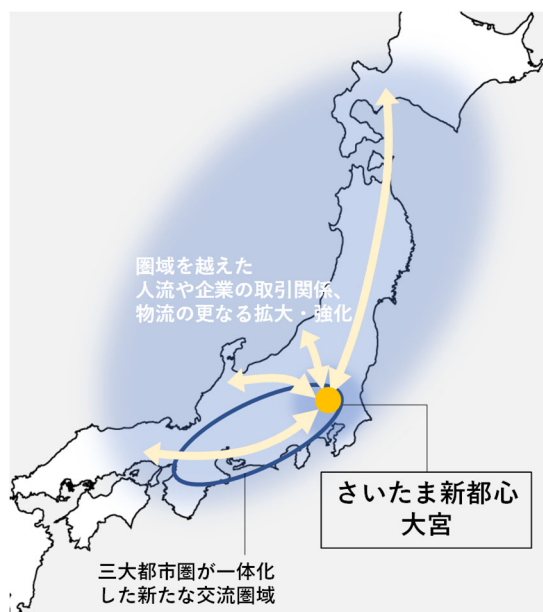 圏域を越えた
人流や企業の取引関係、
物流の更なる拡大・強化
さいたま新都心
大宮
三大都市圏が一体化
した新たな交流圏域